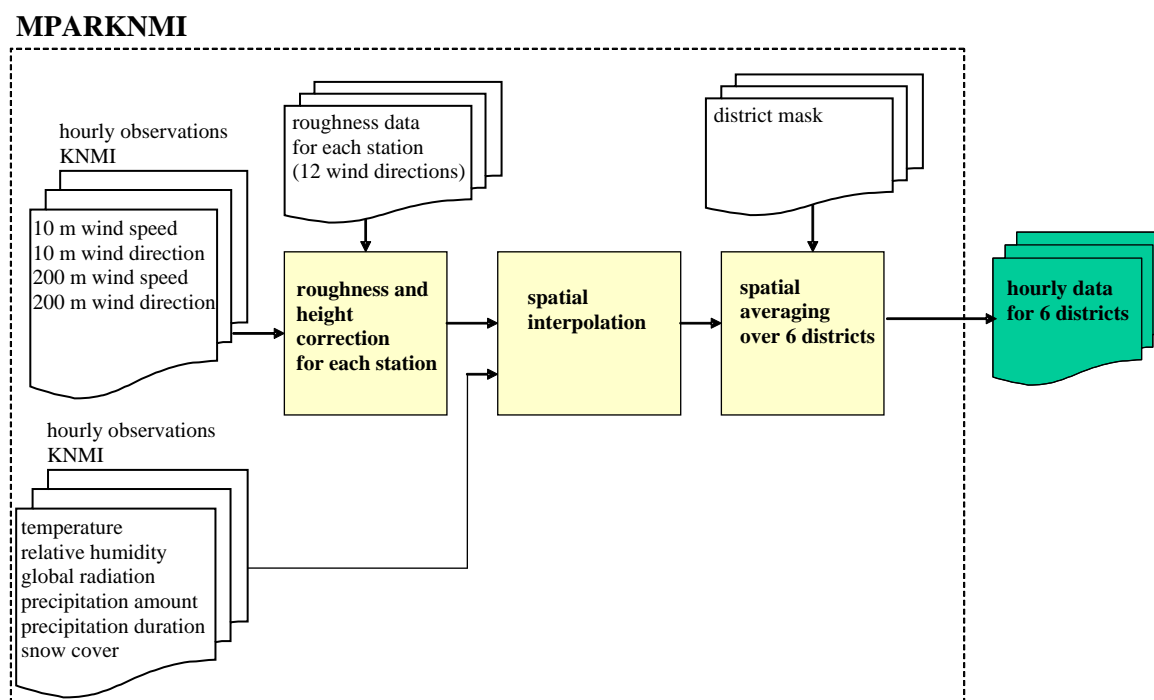 MPARKNMI
hourly observations
KNMI
10 m wind speed
10 m wind direction
200 m wind speed
200 m wind direction
roughness data
for each station
(12 wind directions)
district mask
roughness and
height
correction
for each station
spatial
interpolation
spatial
averaging
over 6 districts
hourly data
for 6 districts
hourly observations
KNMI
temperature
relative humidity
global radiation
precipitation amount
precipitation duration
snow cover